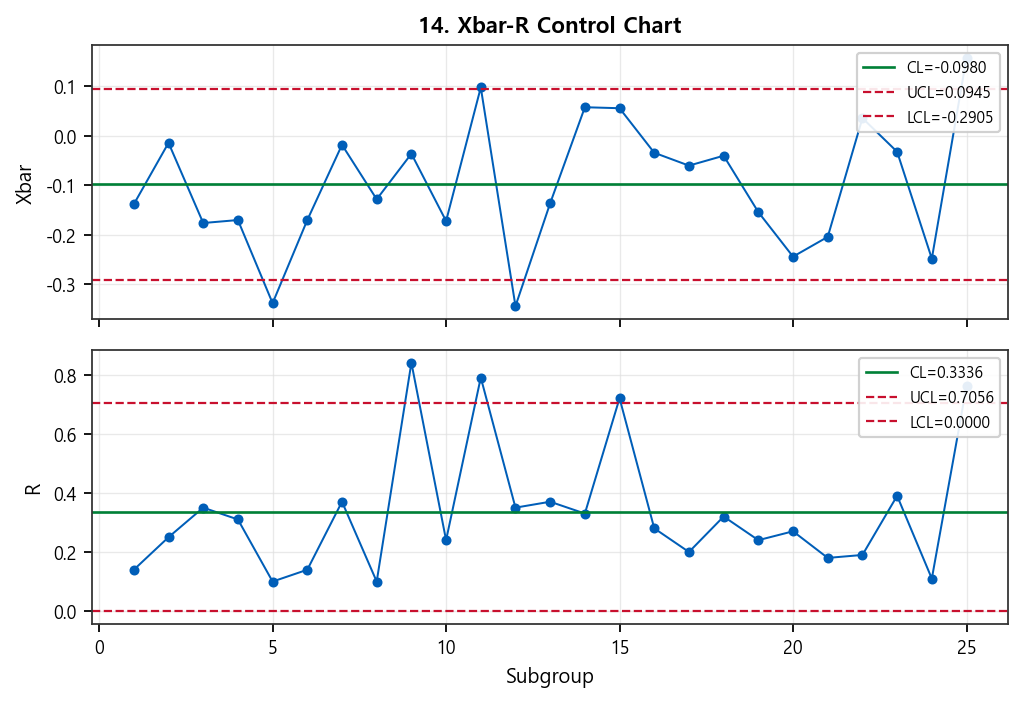 14. Xbar-R Control Chart
CL=-0.0980
UCL=0.0945
LCL=-0.2905
0.1
0.0
-0.1
-0.2
-0.3
Xbar
CL=0.3336
UCL=0.7056
LCL=0.0000
0.8
0.6
0.4
0.2
0.0
R
0 5 10 15 20 25
Subgroup